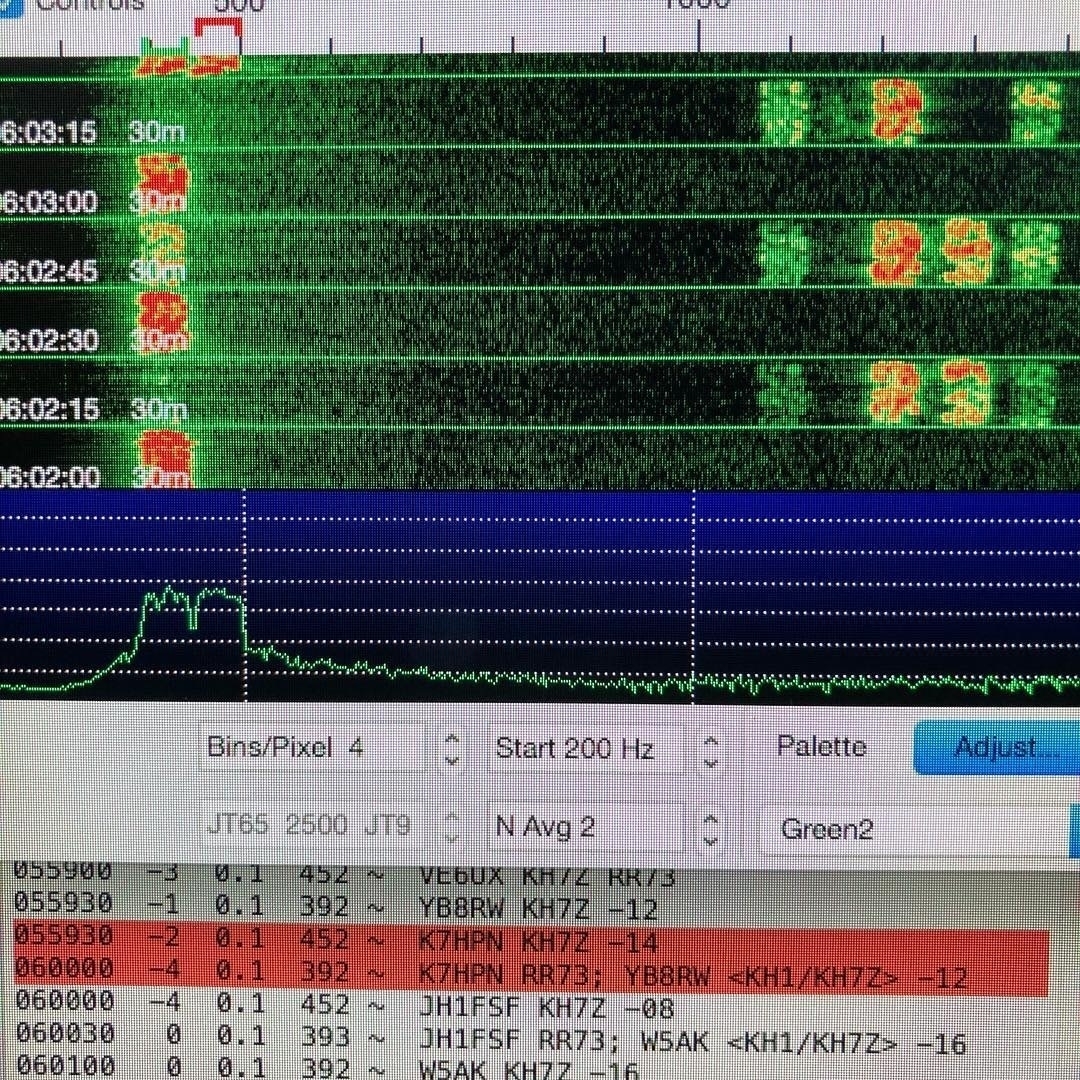 Controls 500 1000
6:03:15 30m
06:03:00 30m
06:02:45 30m
06:02:30 30m
06:02:15 30m
06:02:00 30m
Bins/Pixel 4 Start 200 Hz Palette Adjust...
JT65 2500 JT9 N Avg 2 Green2
055900 -3 0.1 452 ~ VE6UX KH7Z RR73
055930 -1 0.1 392 ~ YB8RW KH7Z -12
055930 -2 0.1 452 ~ K7HPN KH7Z -14
060000 -4 0.1 392 ~ K7HPN RR73; YB8RW <KH1/KH7Z> -12
060000 -4 0.1 452 ~ JH1FSF KH7Z -08
060030 0 0.1 393 ~ JH1FSF RR73; W5AK <KH1/KH7Z> -16
060100 0 0.1 392 ~ W5AK KH7Z -16